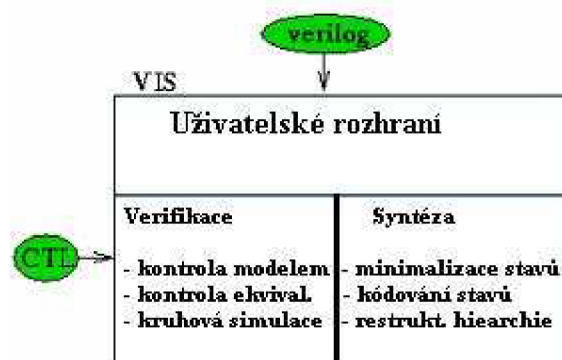 verilog
VIS
Uživatelské rozhraní
Verifikace
- kontrola modelem
- kontrola ekvival.
- kruhová simulace
Syntéza
- minimalizace stavů
- kódování stavů
- restrukt. hiearchie
CTL